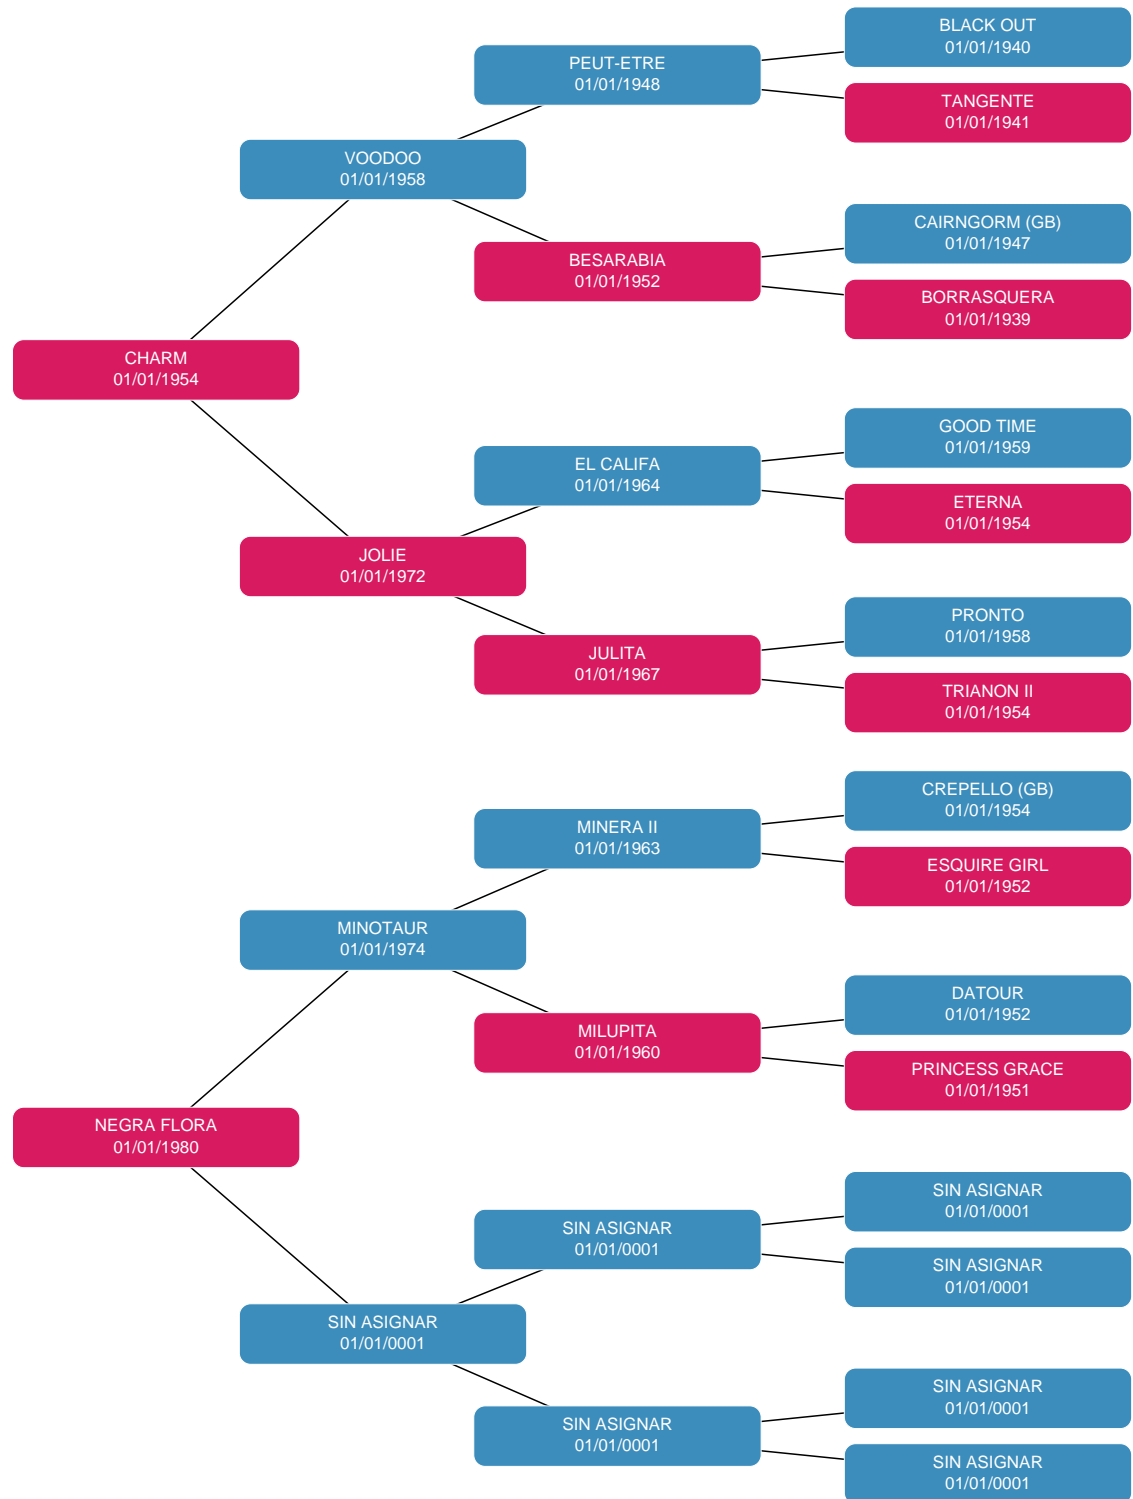 BLACK OUT
01/01/1940
PEUT-ETRE
01/01/1948
TANGENTE
01/01/1941
VOODOO
01/01/1958
CAIRNGORM (GB)
01/01/1947
BESARABIA
01/01/1952
BORRASQUERA
01/01/1939
CHARM
01/01/1954
GOOD TIME
01/01/1959
EL CALIFA
01/01/1964
ETERNA
01/01/1954
JOLIE
01/01/1972
PRONTO
01/01/1958
JULITA
01/01/1967
TRIANON II
01/01/1954
CREPELLO (GB)
01/01/1954
MINERA II
01/01/1963
ESQUIRE GIRL
01/01/1952
MINOTAUR
01/01/1974
DATOUR
01/01/1952
MILUPITA
01/01/1960
PRINCESS GRACE
01/01/1951
NEGRA FLORA
01/01/1980
SIN ASIGNAR
01/01/0001
SIN ASIGNAR
01/01/0001
SIN ASIGNAR
01/01/0001
SIN ASIGNAR
01/01/0001
SIN ASIGNAR
01/01/0001
SIN ASIGNAR
01/01/0001
SIN ASIGNAR
01/01/0001